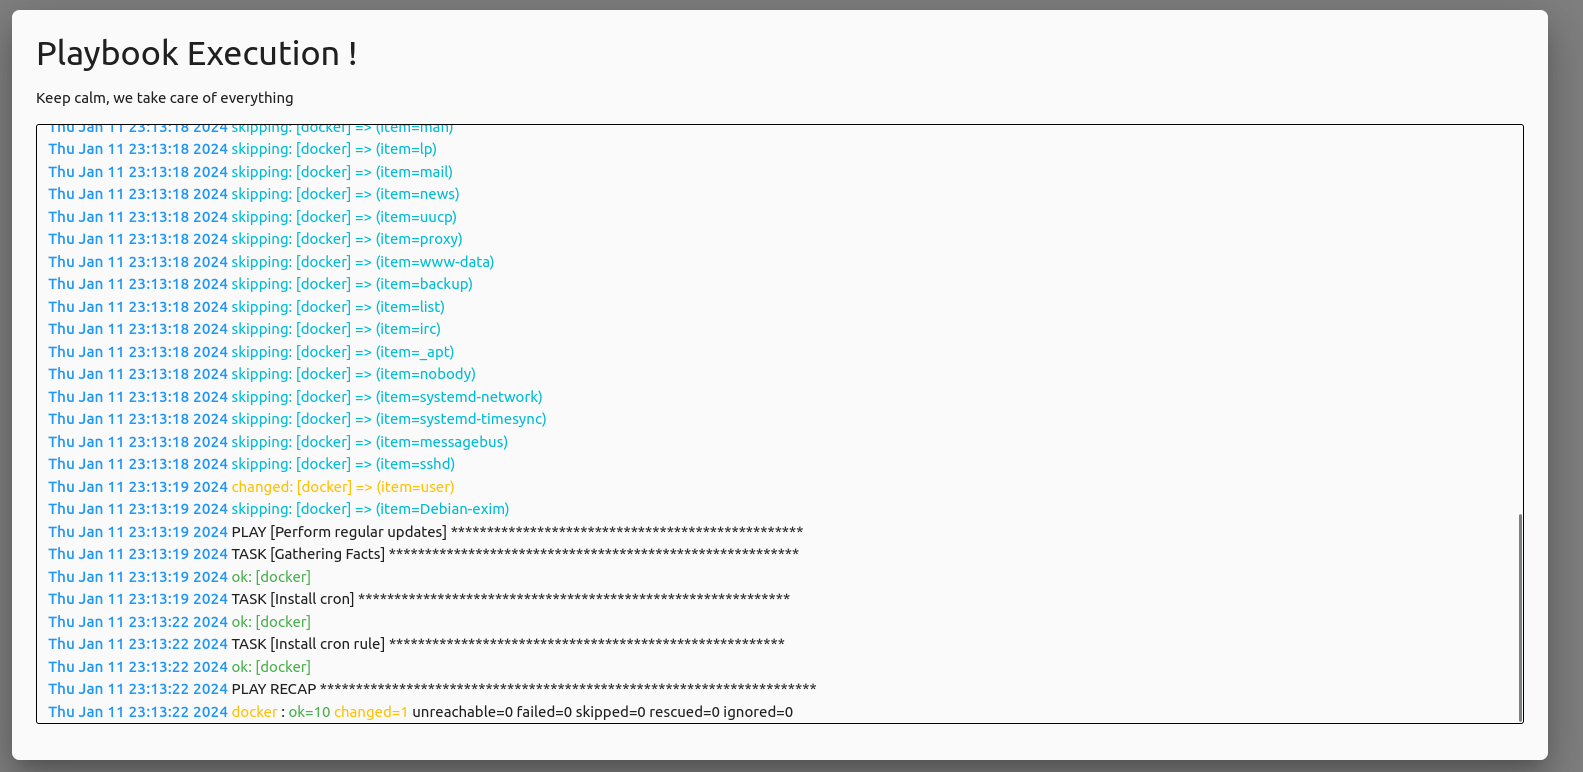 Playbook Execution !
Keep calm, we take care of everything
Thu Jan 11 23:13:18 2024 skipping: [docker] => (item=man)
Thu Jan 11 23:13:18 2024 skipping: [docker] => (item=lp)
Thu Jan 11 23:13:18 2024 skipping: [docker] => (item=mail)
Thu Jan 11 23:13:18 2024 skipping: [docker] => (item=news)
Thu Jan 11 23:13:18 2024 skipping: [docker] => (item=uucp)
Thu Jan 11 23:13:18 2024 skipping: [docker] => (item=proxy)
Thu Jan 11 23:13:18 2024 skipping: [docker] => (item=www-data)
Thu Jan 11 23:13:18 2024 skipping: [docker] => (item=backup)
Thu Jan 11 23:13:18 2024 skipping: [docker] => (item=list)
Thu Jan 11 23:13:18 2024 skipping: [docker] => (item=irc)
Thu Jan 11 23:13:18 2024 skipping: [docker] => (item=_apt)
Thu Jan 11 23:13:18 2024 skipping: [docker] => (item=nobody)
Thu Jan 11 23:13:18 2024 skipping: [docker] => (item=systemd-network)
Thu Jan 11 23:13:18 2024 skipping: [docker] => (item=systemd-timesync)
Thu Jan 11 23:13:18 2024 skipping: [docker] => (item=messagebus)
Thu Jan 11 23:13:18 2024 skipping: [docker] => (item=sshd)
Thu Jan 11 23:13:19 2024 changed: [docker] => (item=user)
Thu Jan 11 23:13:19 2024 skipping: [docker] => (item=Debian-exim)
Thu Jan 11 23:13:19 2024 PLAY [Perform regular updates] *************************************************
Thu Jan 11 23:13:19 2024 TASK [Gathering Facts] *********************************************************
Thu Jan 11 23:13:19 2024 ok: [docker]
Thu Jan 11 23:13:19 2024 TASK [Install cron] ************************************************************
Thu Jan 11 23:13:22 2024 ok: [docker]
Thu Jan 11 23:13:22 2024 TASK [Install cron rule] *******************************************************
Thu Jan 11 23:13:22 2024 ok: [docker]
Thu Jan 11 23:13:22 2024 PLAY RECAP *********************************************************************
Thu Jan 11 23:13:22 2024 docker : ok=10 changed=1 unreachable=0 failed=0 skipped=0 rescued=0 ignored=0